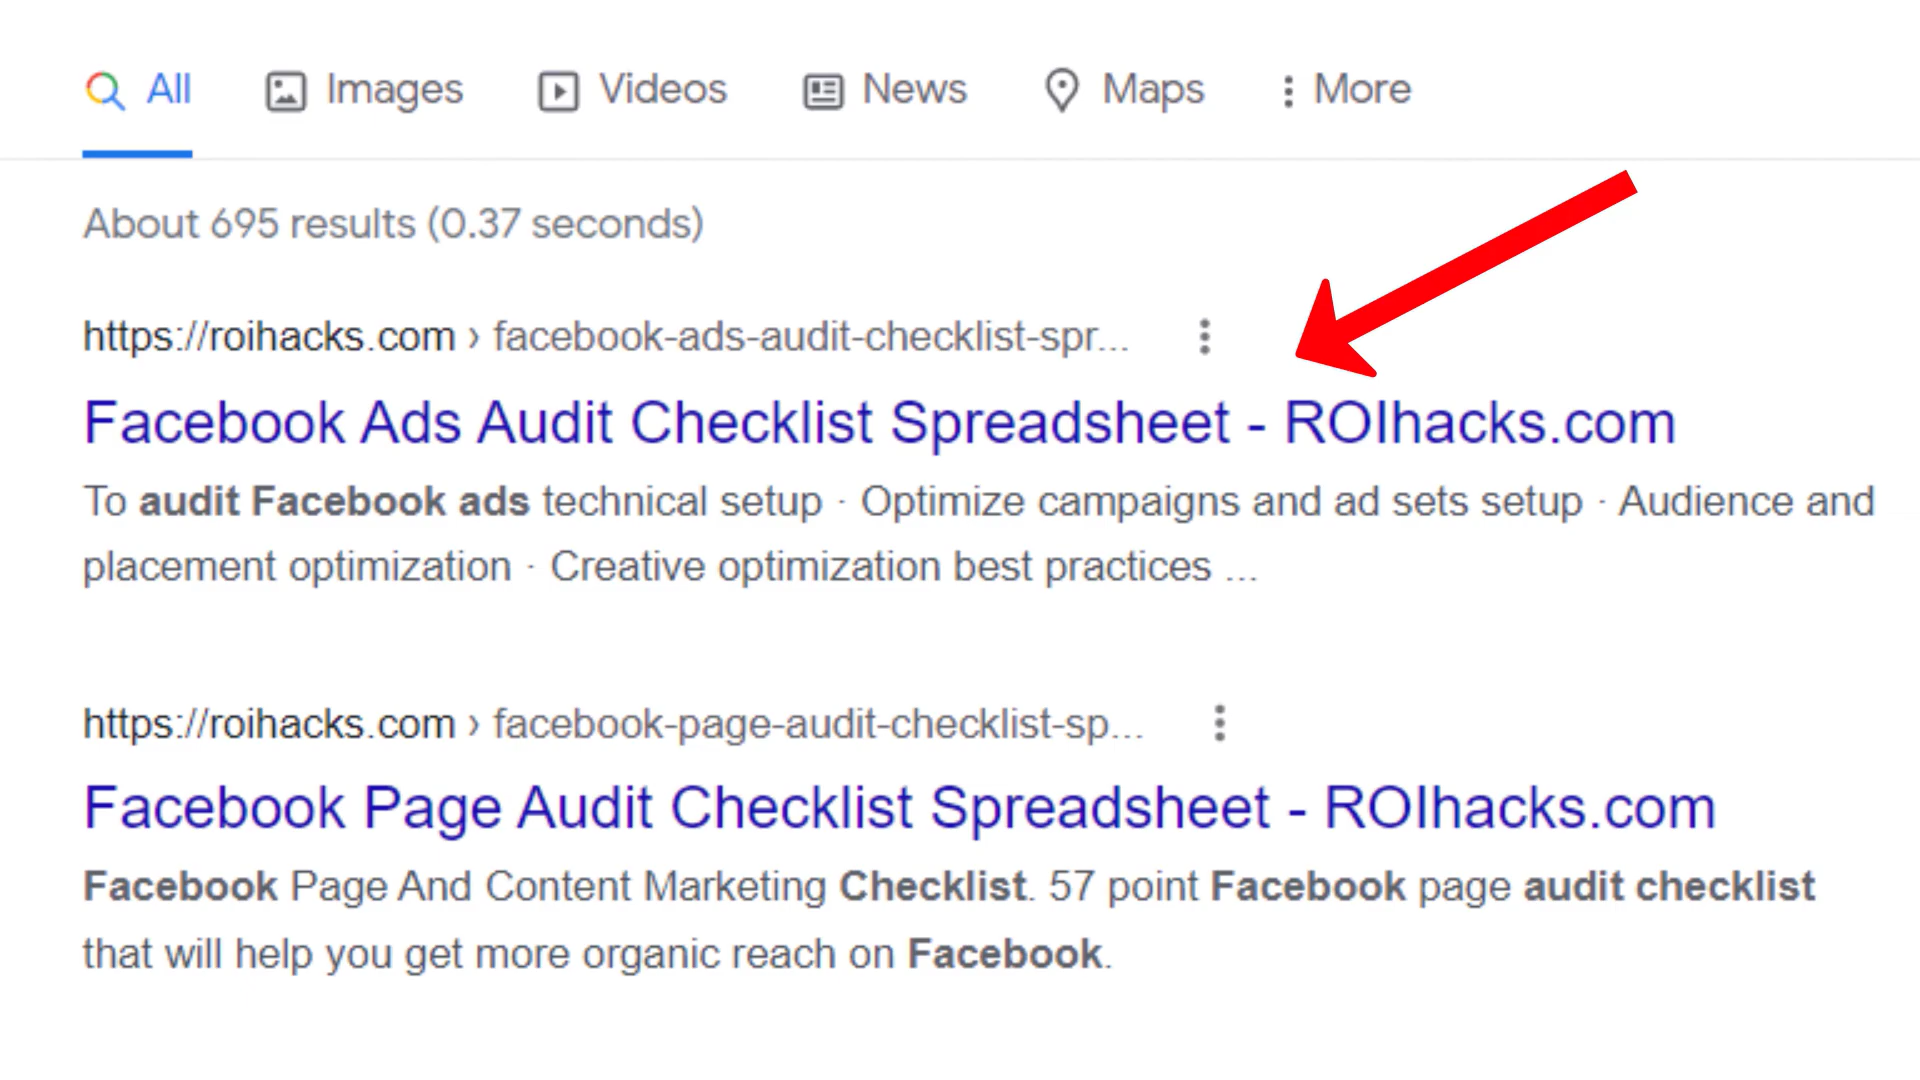 All Images Videos News Maps More
About 695 results (0.37 seconds)
https://roihacks.com › facebook-ads-audit-checklist-spr...
Facebook Ads Audit Checklist Spreadsheet - ROIhacks.com
To audit Facebook ads technical setup · Optimize campaigns and ad sets setup · Audience and
placement optimization · Creative optimization best practices ...
https://roihacks.com › facebook-page-audit-checklist-sp...
Facebook Page Audit Checklist Spreadsheet - ROIhacks.com
Facebook Page And Content Marketing Checklist. 57 point Facebook page audit checklist
that will help you get more organic reach on Facebook.